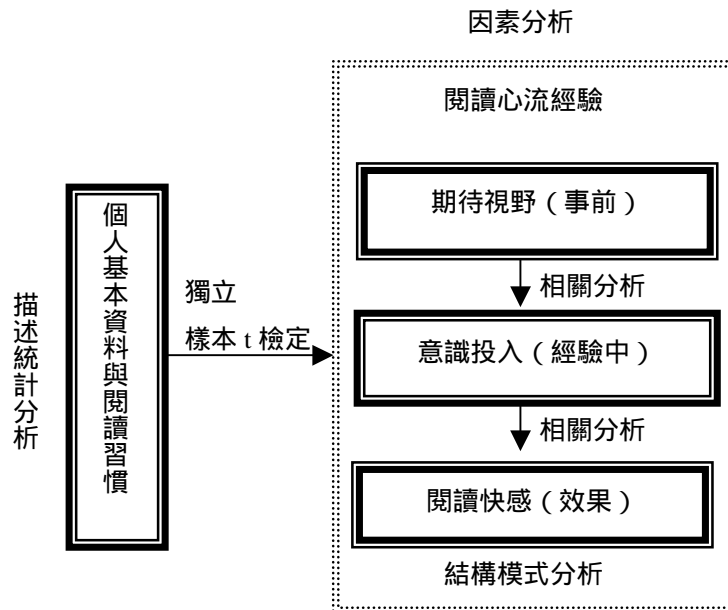 因素分析
閱讀心流經驗
期待視野（事前）
相關分析
個人基本資料與閱讀習慣
獨立
樣本 t 檢定
描述統計分析
意識投入（經驗中）
相關分析
閱讀快感（效果）
結構模式分析